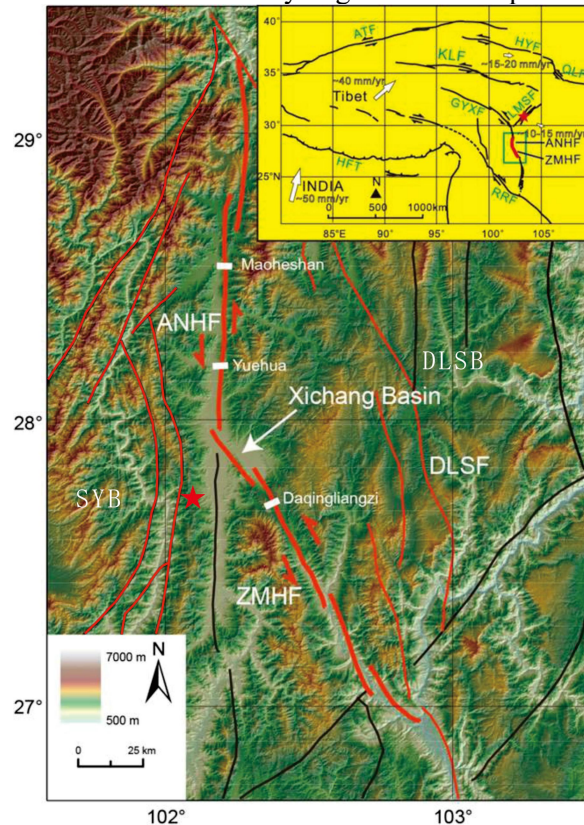 40°
35°
30°
25°N
85°E
90°
95°
100°
105°
ATF
HYF
KLF
QLF
~15-20 mm/yr
~40 mm/yr
Tibet
GYXF
LMSF
10-15 mm/yr
ANHF
ZMHF
HFT
N
RRF
INDIA
~50 mm/yr
0
500
1000km
29°
28°
27°
Maoheshan
ANHF
Yuehua
DLSB
Xichang Basin
DLSF
SYB
Daqingliangzi
ZMHF
7000 m
500 m
N
0
25 km
102°
103°